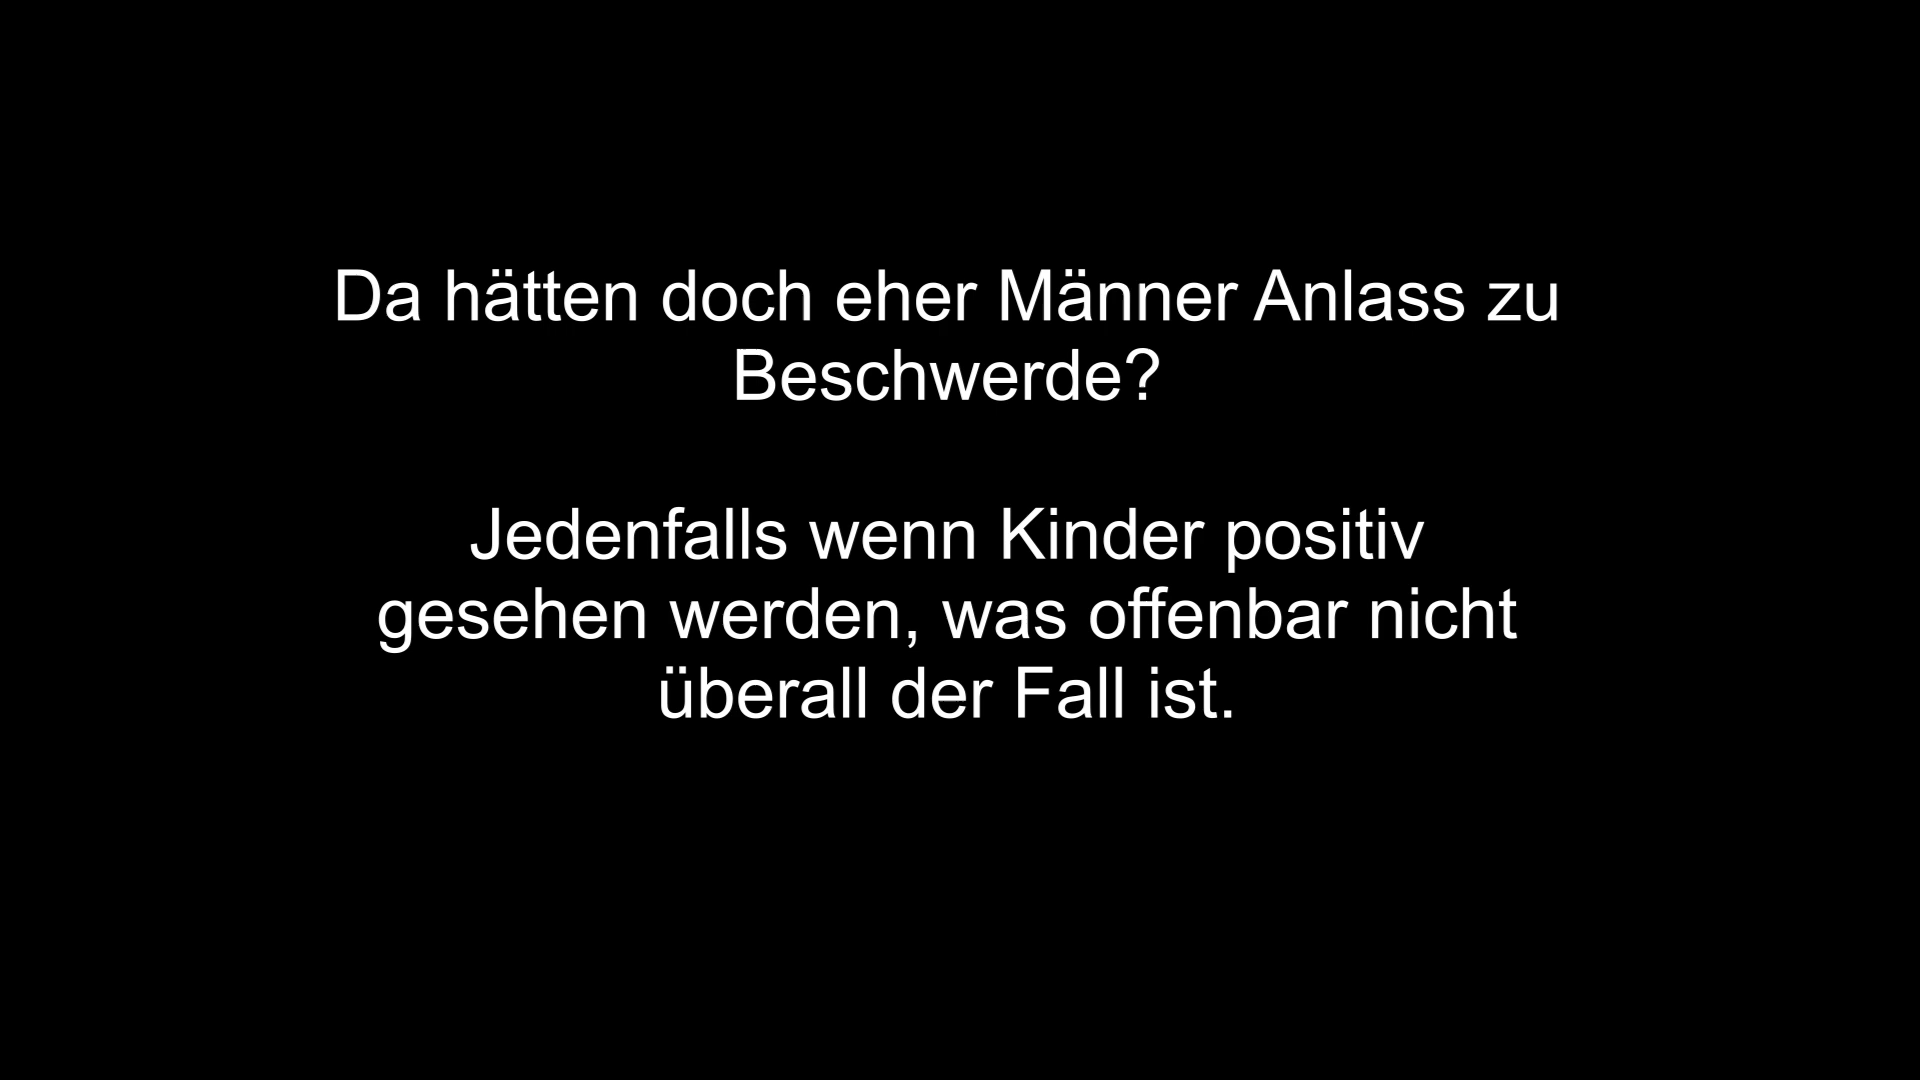 Da hätten doch eher Männer Anlass zu
Beschwerde?
Jedenfalls wenn Kinder positiv
gesehen werden, was offenbar nicht
überall der Fall ist.